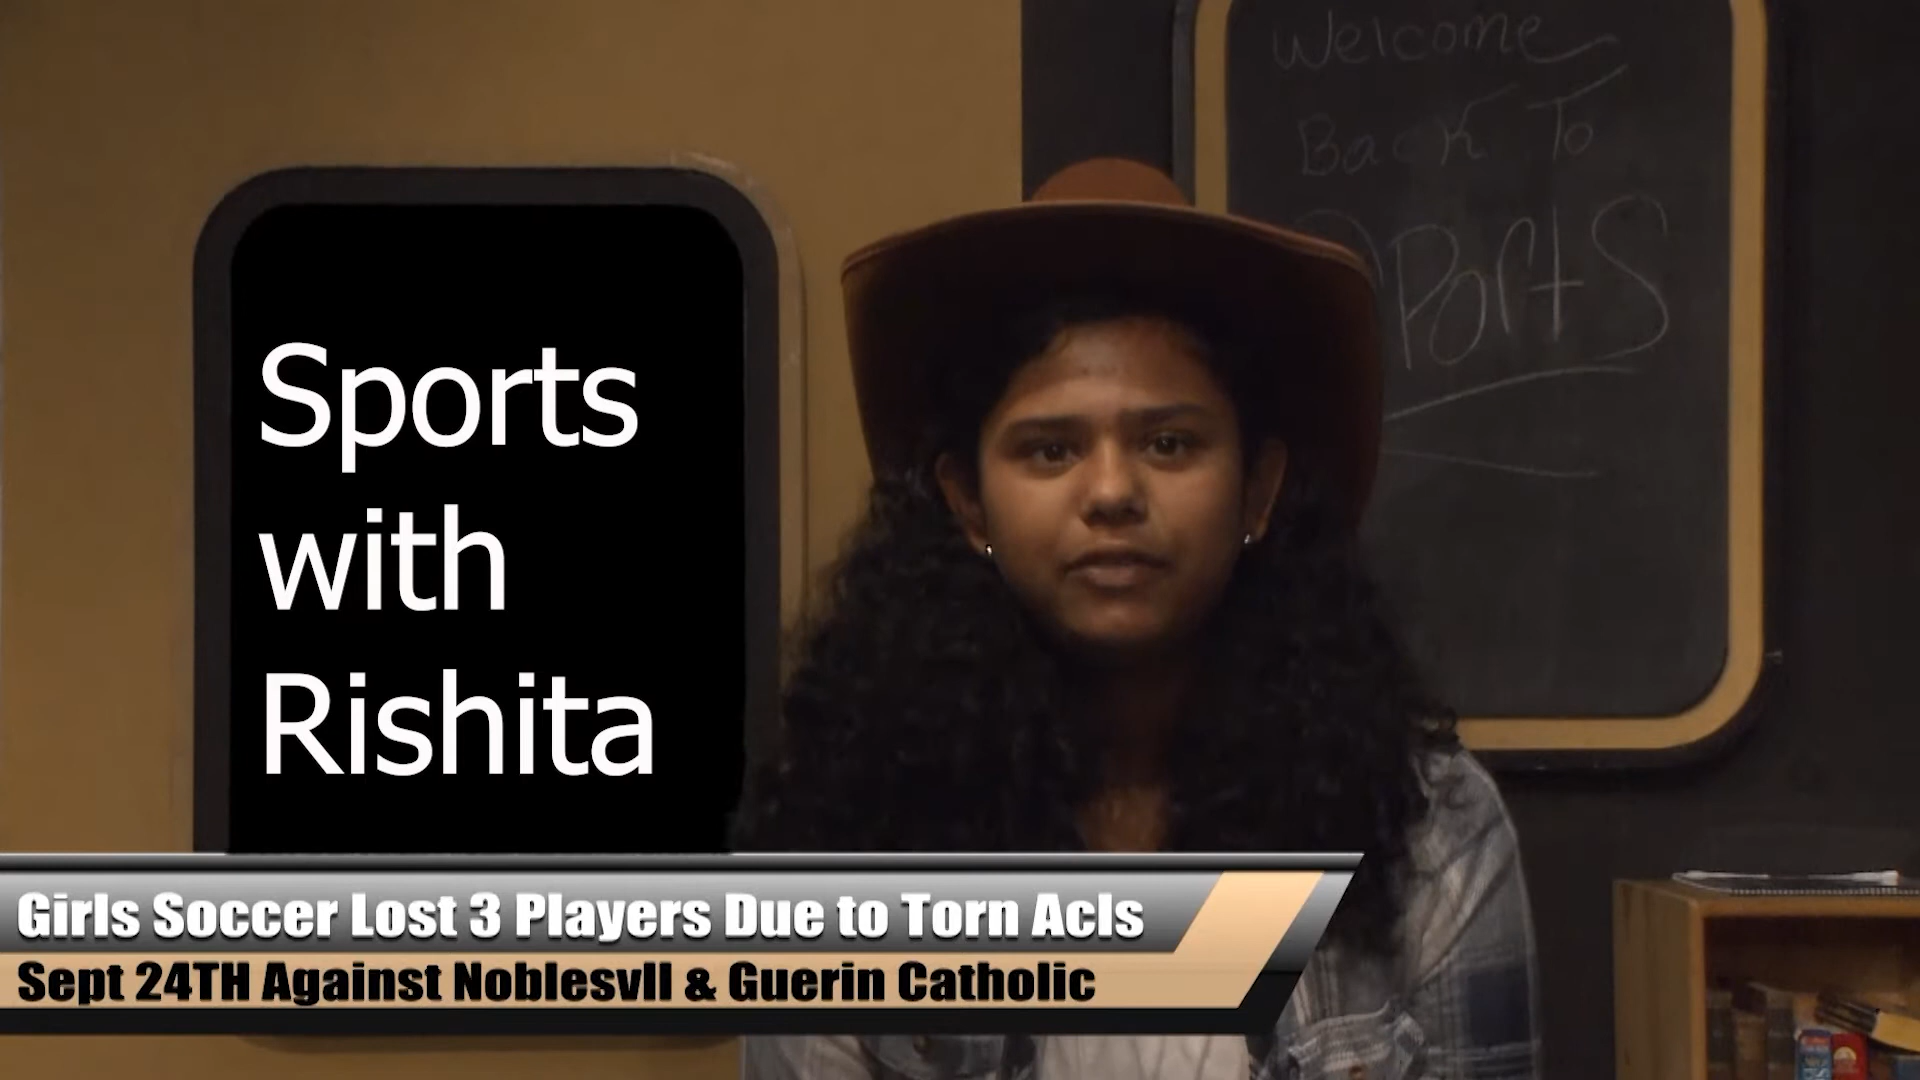 Welcome
Back To
Sports
Sports
with
Rishita
Girls Soccer Lost 3 Players Due to Torn Acls
Sept 24TH Against Noblesvll & Guerin Catholic